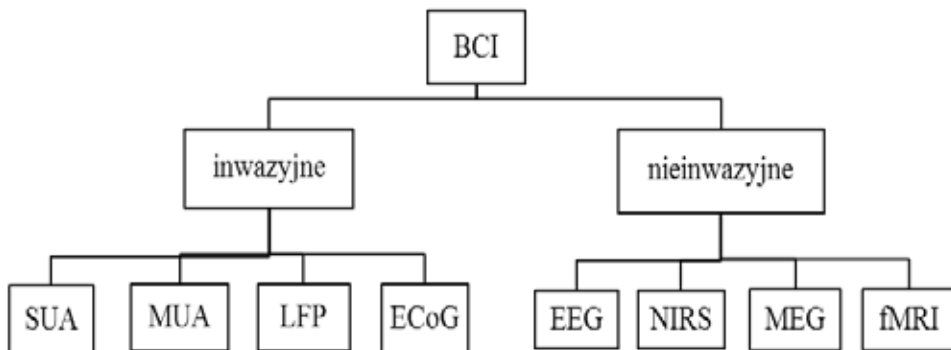 BCI
inwazyjne
nieinwazyjne
SUA
MUA
LFP
ECoG
EEG
NIRS
MEG
fMRI